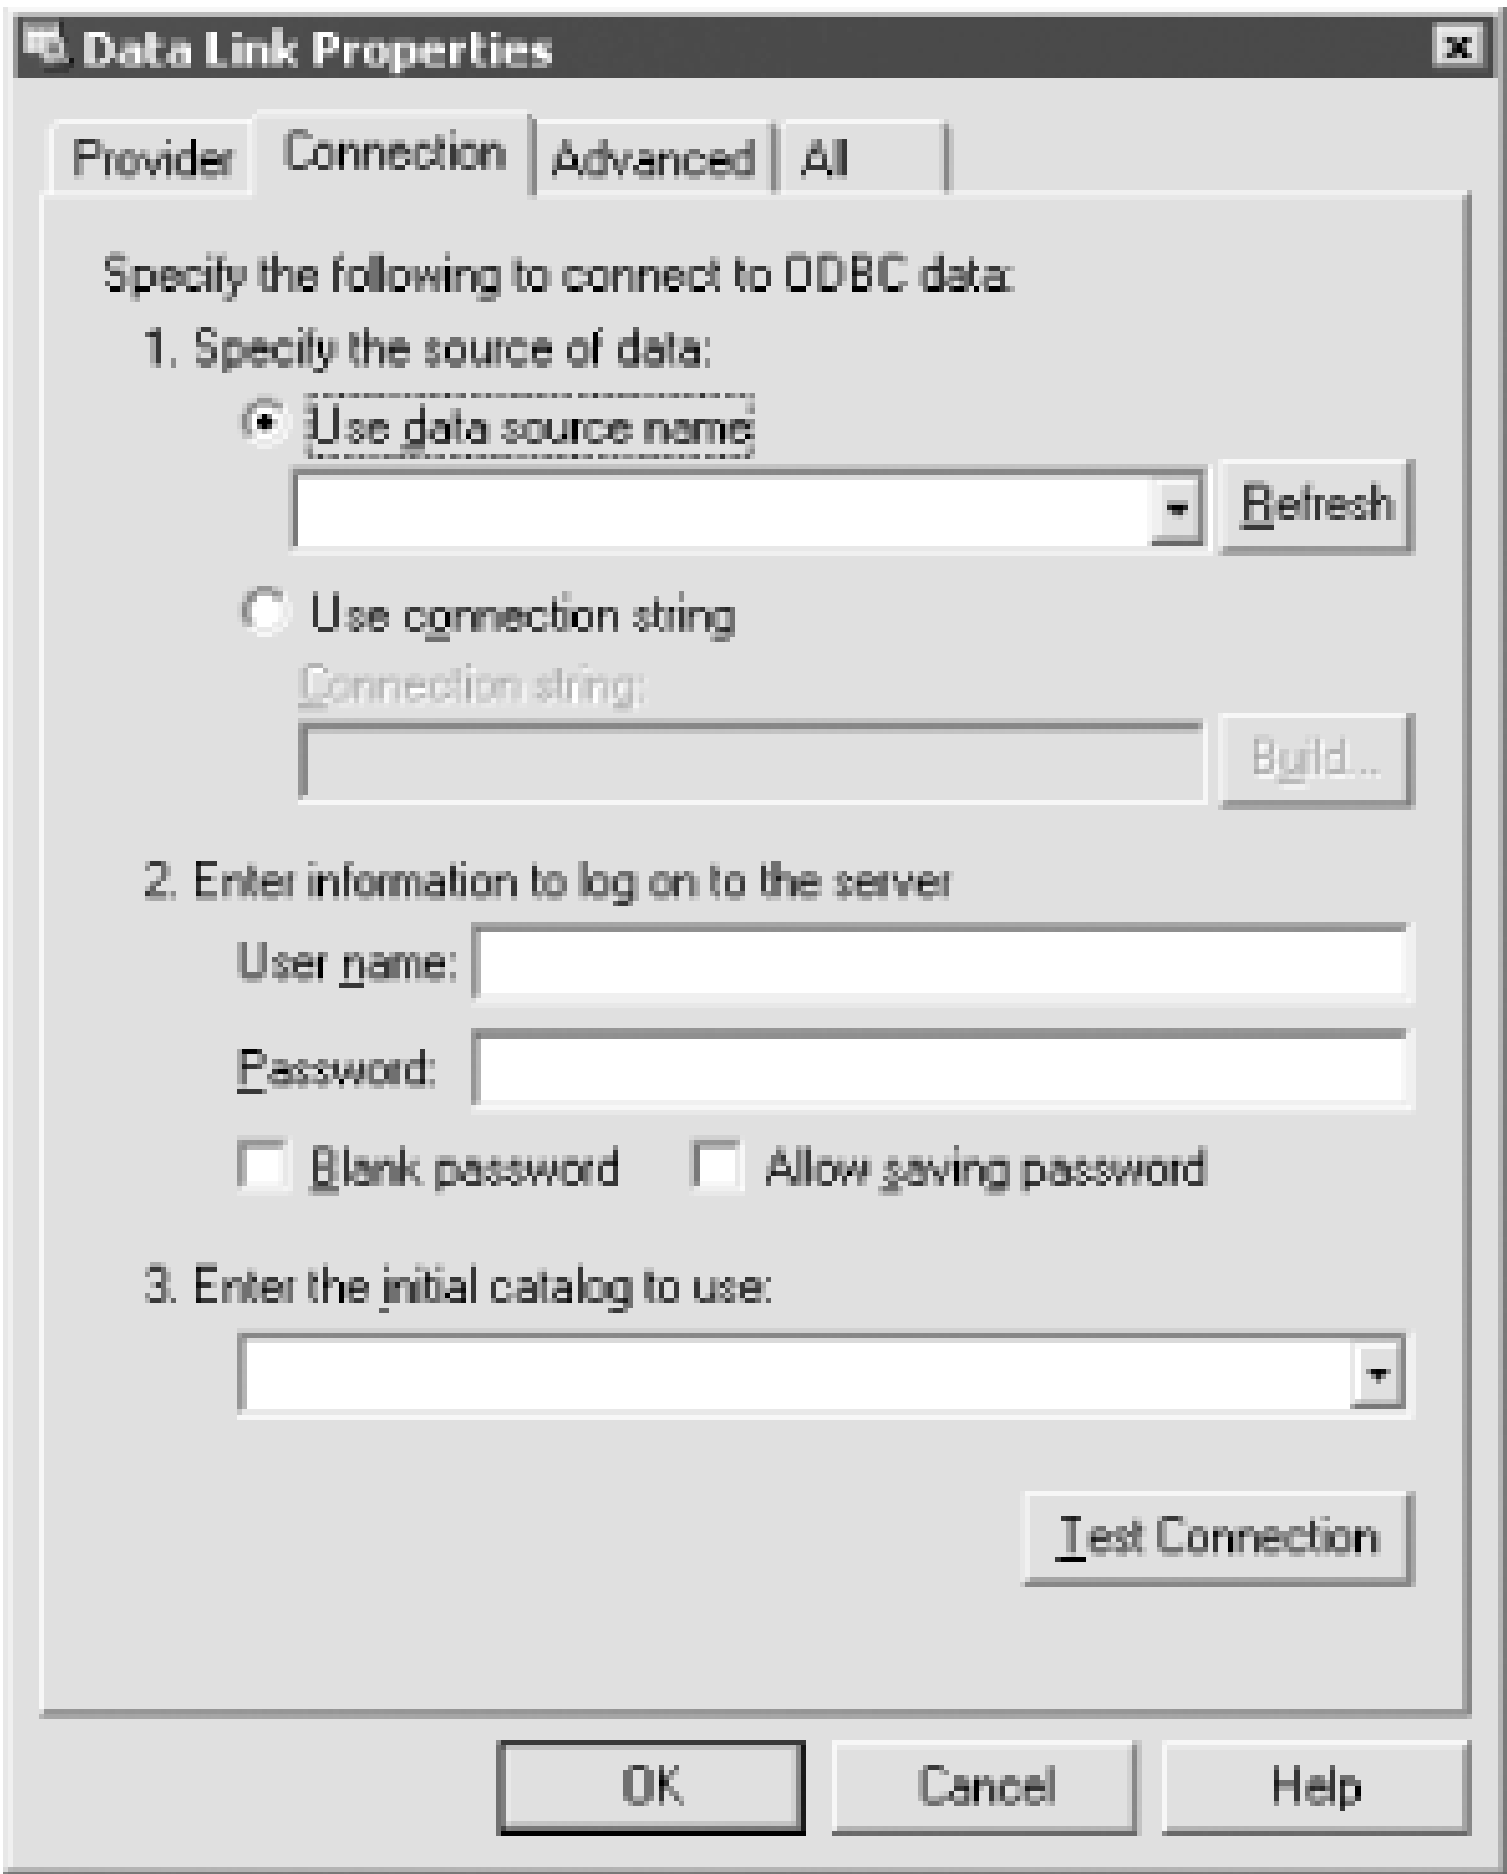 Data Link Properties
Provider Connection Advanced All
Specify the following to connect to ODBC data:
1. Specify the source of data:
Use data source name
Refresh
Use connection string
Connection string:
Build...
2. Enter information to log on to the server
User name:
Password:
Blank password Allow saving password
3. Enter the initial catalog to use:
Test Connection
OK Cancel Help